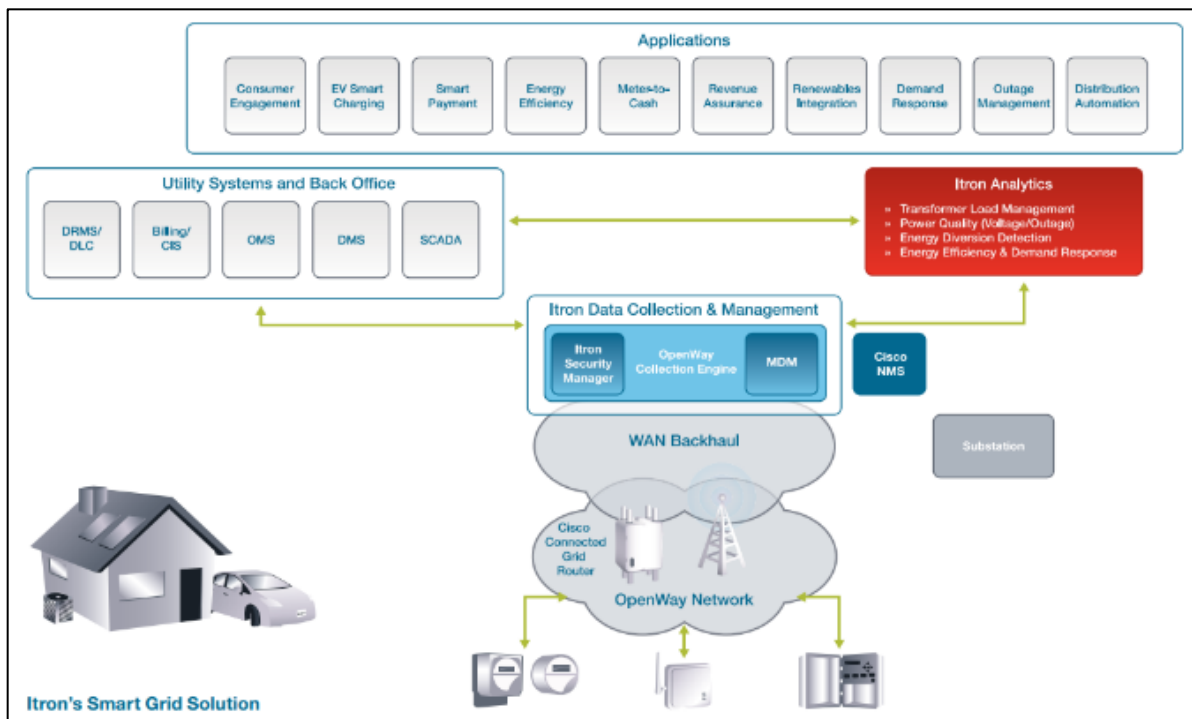 Applications
Consumer
Engagement
EV Smart
Charging
Smart
Payment
Energy
Efficiency
Meter-to-
Cash
Revenue
Assurance
Renewables
Integration
Demand
Response
Outage
Management
Distribution
Automation
Utility Systems and Back Office
DRMS/
DLC
Billing/
CIS
OMS
DMS
SCADA
Itron Analytics
» Transformer Load Management
» Power Quality (Voltage/Outage)
» Energy Diversion Detection
» Energy Efficiency & Demand Response
Itron Data Collection & Management
Itron
Security
Manager
OpenWay
Collection Engine
MDM
Cisco
NMS
WAN Backhaul
Substation
Cisco
Connected
Grid
Router
OpenWay Network
Itron's Smart Grid Solution